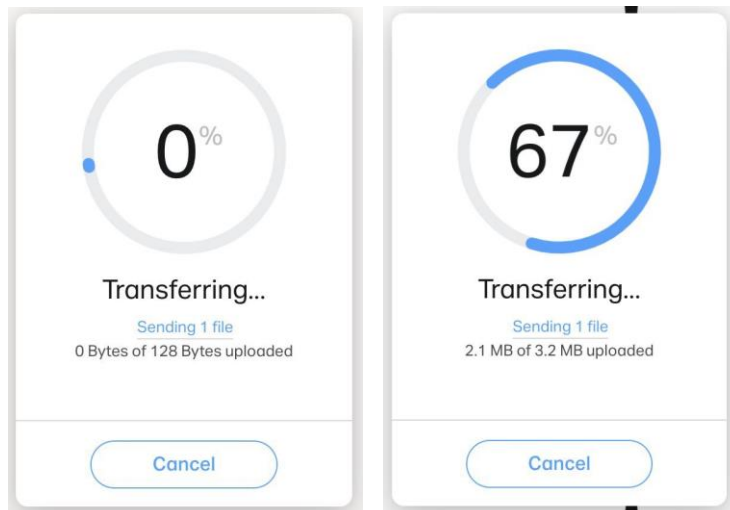 0%
Transferring...
Sending 1 file
0 Bytes of 128 Bytes uploaded
Cancel
67%
Transferring...
Sending 1 file
2.1 MB of 3.2 MB uploaded
Cancel